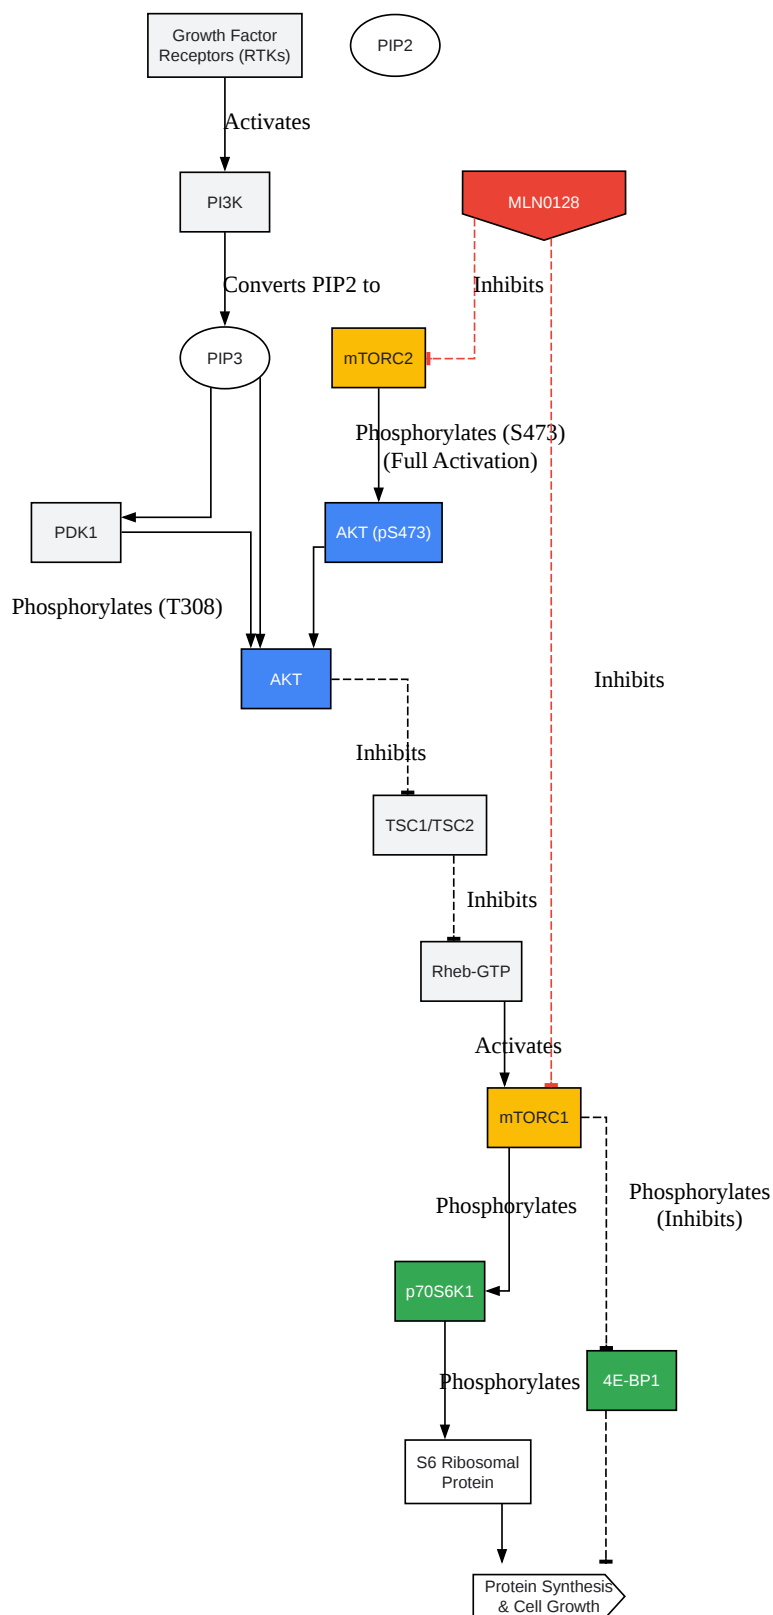 Growth Factor
Receptors (RTKs)
PIP2
Activates
PI3K
MLN0128
Converts PIP2 to
Inhibits
PIP3
mTORC2
Phosphorylates (S473)
(Full Activation)
PDK1
AKT (pS473)
Phosphorylates (T308)
AKT
Inhibits
Inhibits
TSC1/TSC2
Inhibits
Rheb-GTP
Activates
mTORC1
Phosphorylates
Phosphorylates
(Inhibits)
p70S6K1
Phosphorylates
4E-BP1
S6 Ribosomal
Protein
Protein Synthesis
& Cell Growth